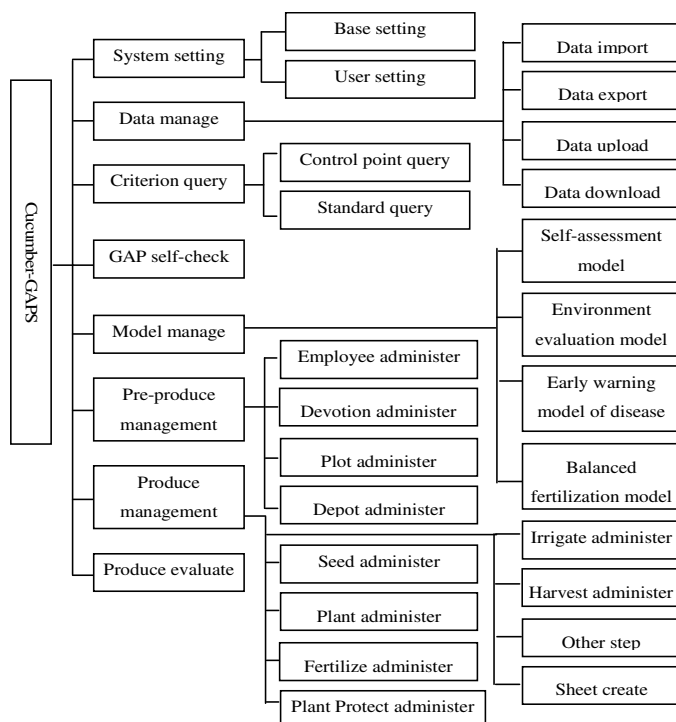 Cucumber-GAPS
System setting
Base setting
User setting
Data manage
Data import
Data export
Data upload
Data download
Criterion query
Control point query
Standard query
GAP self-check
Model manage
Self-assessment
model
Environment
evaluation model
Early warning
model of disease
Balanced
fertilization model
Pre-produce
management
Employee administer
Devotion administer
Plot administer
Depot administer
Produce
management
Seed administer
Plant administer
Fertilize administer
Plant Protect administer
Irrigate administer
Harvest administer
Other step
Sheet create
Produce evaluate